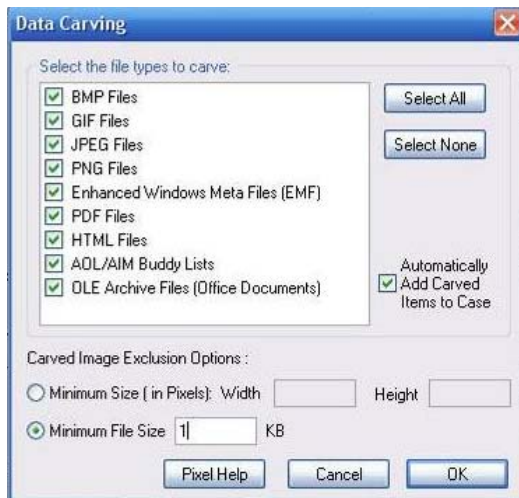 Data Carving
Select the file types to carve:
BMP Files
GIF Files
JPEG Files
PNG Files
Enhanced Windows Meta Files (EMF)
PDF Files
HTML Files
AOL/AIM Buddy Lists
OLE Archive Files (Office Documents)
Select All
Select None
Automatically
Add Carved
Items to Case
Carved Image Exclusion Options :
Minimum Size ( in Pixels): Width Height
Minimum File Size 1 KB
Pixel Help Cancel OK